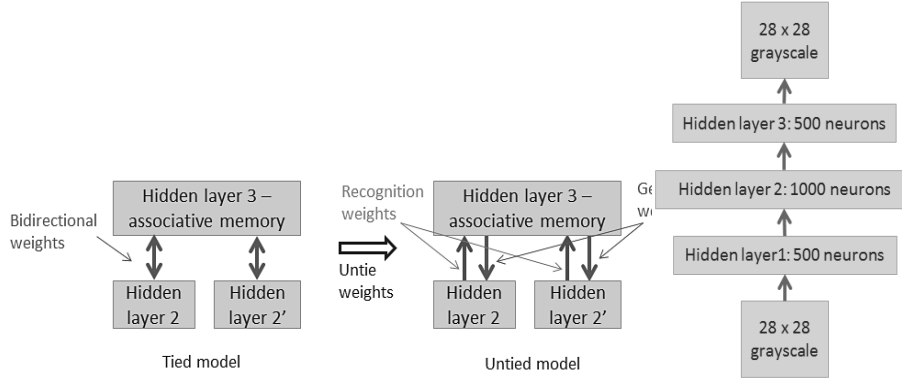 Hidden layer 3 –
associative memory
Bidirectional
weights
Hidden
layer 2
Hidden
layer 2’
Tied model
Untie
weights
Recognition
weights
Hidden layer 3 –
associative memory
Hidden
layer 2
Hidden
layer 2’
Untied model
28 x 28
grayscale
Hidden layer 3: 500 neurons
Hidden layer 2: 1000 neurons
Hidden layer1: 500 neurons
28 x 28
grayscale